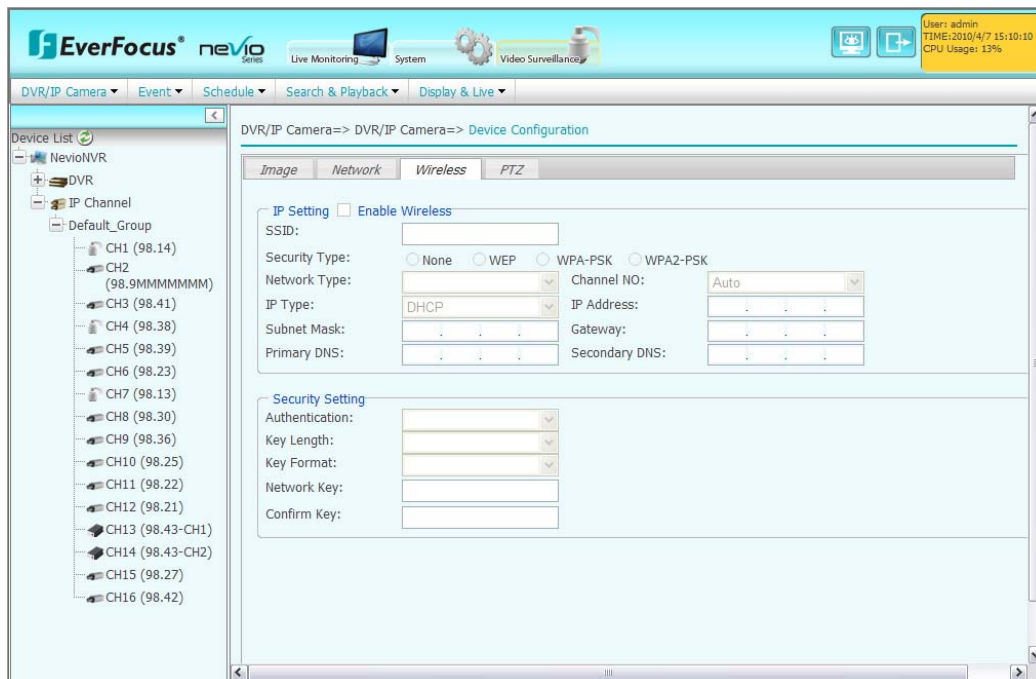 EverFocus® nevio Series
Live Monitoring System Video Surveillance
User: admin
TIME:2010/4/7 15:10:10
CPU Usage: 13%
DVR/IP Camera Event Schedule Search & Playback Display & Live
Device List
NevioNVR
DVR
IP Channel
Default_Group
CH1 (98.14)
CH2
(98.9MMMMMMM)
CH3 (98.41)
CH4 (98.38)
CH5 (98.39)
CH6 (98.23)
CH7 (98.13)
CH8 (98.30)
CH9 (98.36)
CH10 (98.25)
CH11 (98.22)
CH12 (98.21)
CH13 (98.43-CH1)
CH14 (98.43-CH2)
CH15 (98.27)
CH16 (98.42)
DVR/IP Camera=> DVR/IP Camera=> Device Configuration
Image Network Wireless PTZ
IP Setting Enable Wireless
SSID:
Security Type: None WEP WPA-PSK WPA2-PSK
Network Type: Channel NO: Auto
IP Type: DHCP IP Address: . . .
Subnet Mask: . . . Gateway: . . .
Primary DNS: . . . Secondary DNS: . . .
Security Setting
Authentication:
Key Length:
Key Format:
Network Key:
Confirm Key: